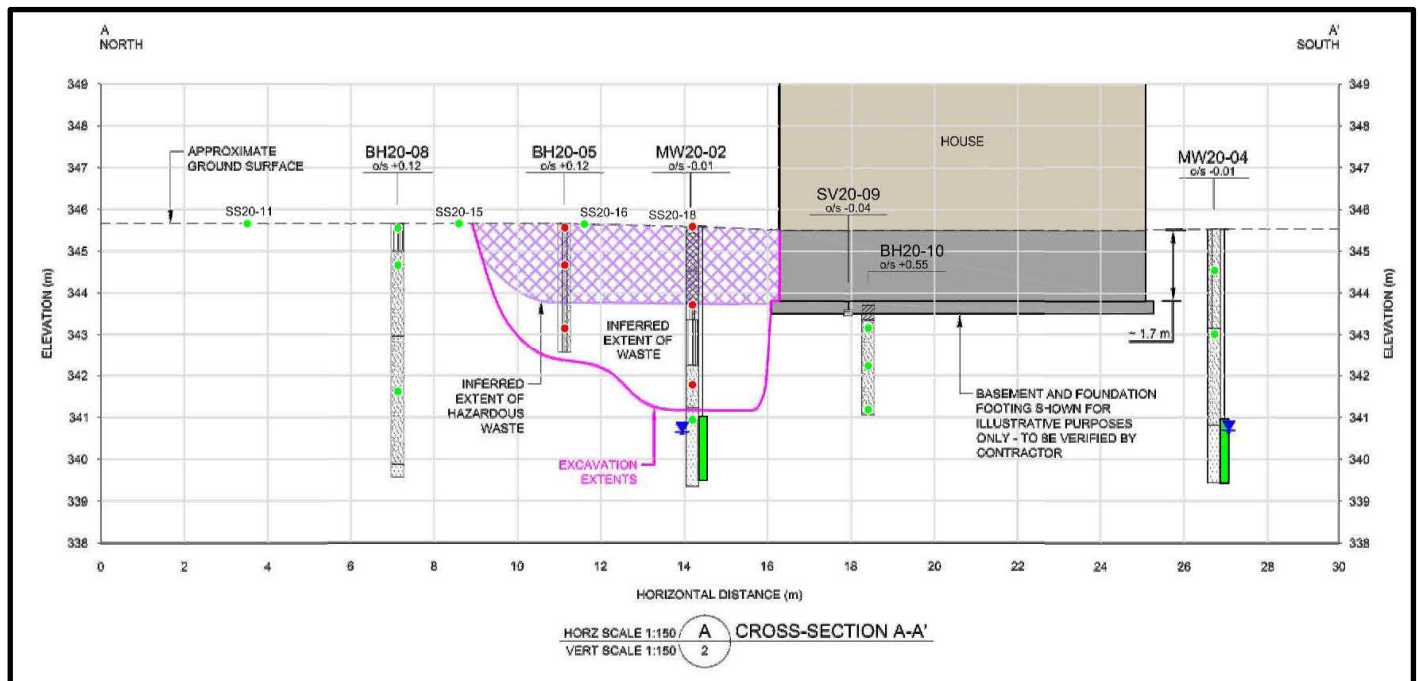 A
NORTH
A'
SOUTH
349
348
347
346
345
344
343
342
341
340
339
338
ELEVATION (m)
APPROXIMATE
GROUND SURFACE
SS20-11
BH20-08
o/s +0.12
SS20-15
BH20-05
o/s +0.12
SS20-16
MW20-02
o/s -0.01
SS20-18
HOUSE
SV20-09
o/s -0.04
BH20-10
o/s +0.55
MW20-04
o/s -0.01
~ 1.7 m
INFERRED
EXTENT OF
WASTE
INFERRED
EXTENT OF
HAZARDOUS
WASTE
EXCAVATION
EXTENTS
BASEMENT AND FOUNDATION
FOOTING SHOWN FOR
ILLUSTRATIVE PURPOSES
ONLY - TO BE VERIFIED BY
CONTRACTOR
349
348
347
346
345
344
343
342
341
340
339
338
ELEVATION (m)
0 2 4 6 8 10 12 14 16 18 20 22 24 26 28 30
HORIZONTAL DISTANCE (m)
HORZ SCALE 1:150
VERT SCALE 1:150
A
2
CROSS-SECTION A-A'